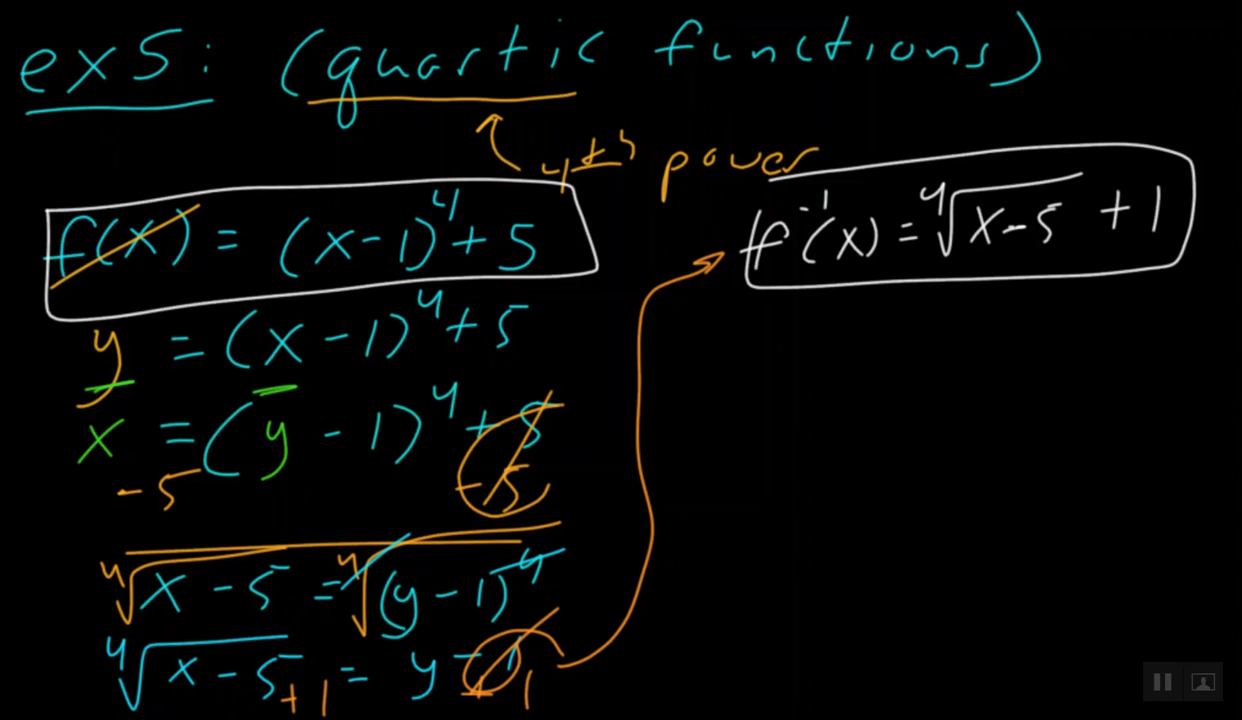 ex5: (quartic functions)
4th power
f(x) = (x-1)⁴+5
f⁻¹(x) = ⁴√(x-5) + 1
y = (x-1)⁴+5
x = (y-1)⁴+5
-5 -5
⁴√(x-5) = ⁴√((y-1)⁴)
⁴√(x-5) = y-1
+1 +1